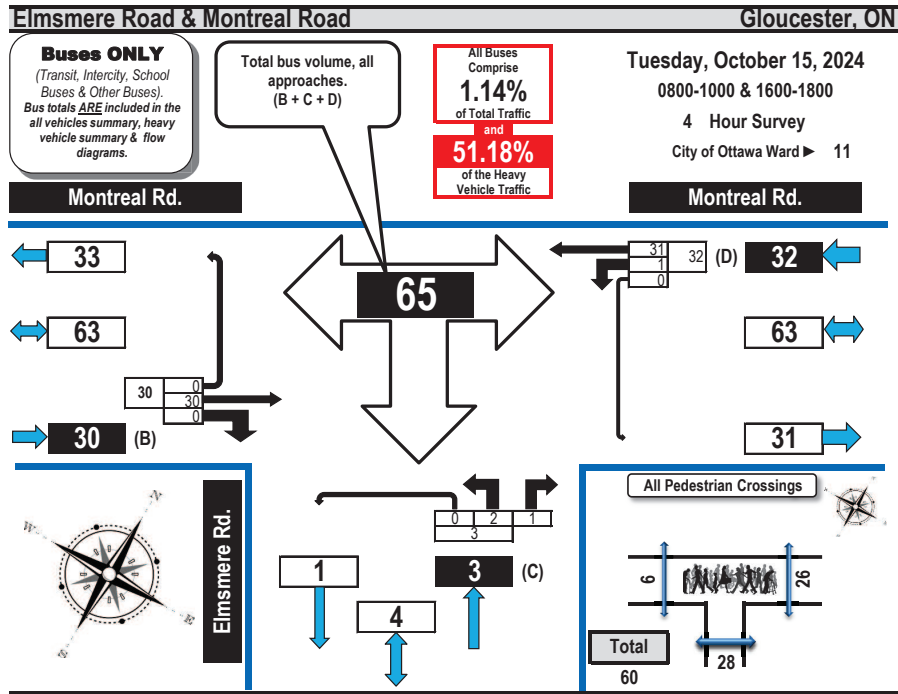 Elmsmere Road & Montreal Road
Gloucester, ON
Buses ONLY
(Transit, Intercity, School
Buses & Other Buses).
Bus totals ARE included in the
all vehicles summary, heavy
vehicle summary & flow
diagrams.
Total bus volume, all
approaches.
(B + C + D)
All Buses
Comprise
1.14%
of Total Traffic
and
51.18%
of the Heavy
Vehicle Traffic
Tuesday, October 15, 2024
0800-1000 & 1600-1800
4 Hour Survey
City of Ottawa Ward ► 11
Montreal Rd.
Montreal Rd.
33
63
30
0
30
0
30
(B)
65
31
1
0
32
(D)
32
63
31
N
W
E
S
Elmsmere Rd.
0
2
1
3
1
3
(C)
4
All Pedestrian Crossings
6
26
28
Total
60